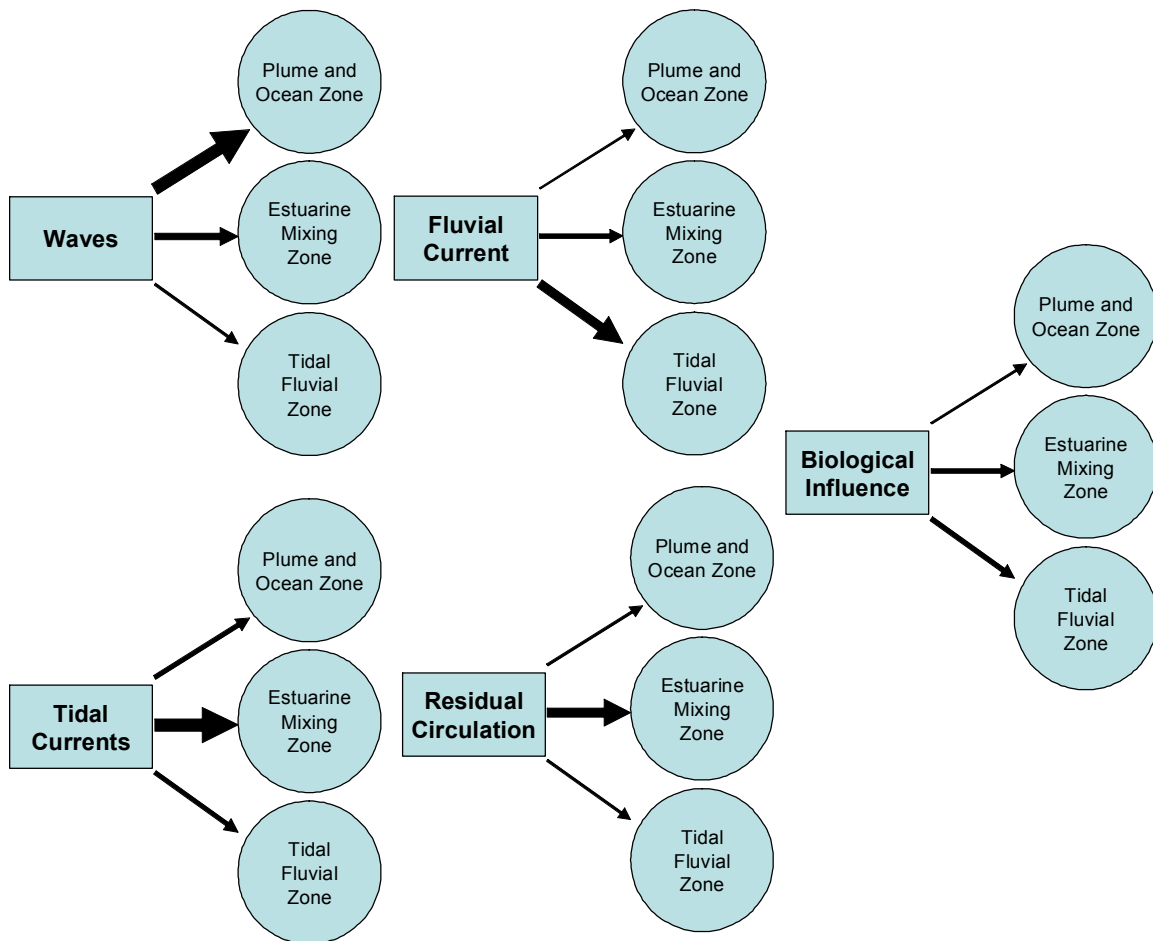 Waves
Plume and
Ocean Zone
Estuarine
Mixing
Zone
Tidal
Fluvial
Zone
Fluvial
Current
Plume and
Ocean Zone
Estuarine
Mixing
Zone
Tidal
Fluvial
Zone
Tidal
Currents
Plume and
Ocean Zone
Estuarine
Mixing
Zone
Tidal
Fluvial
Zone
Residual
Circulation
Plume and
Ocean Zone
Estuarine
Mixing
Zone
Tidal
Fluvial
Zone
Biological
Influence
Plume and
Ocean Zone
Estuarine
Mixing
Zone
Tidal
Fluvial
Zone